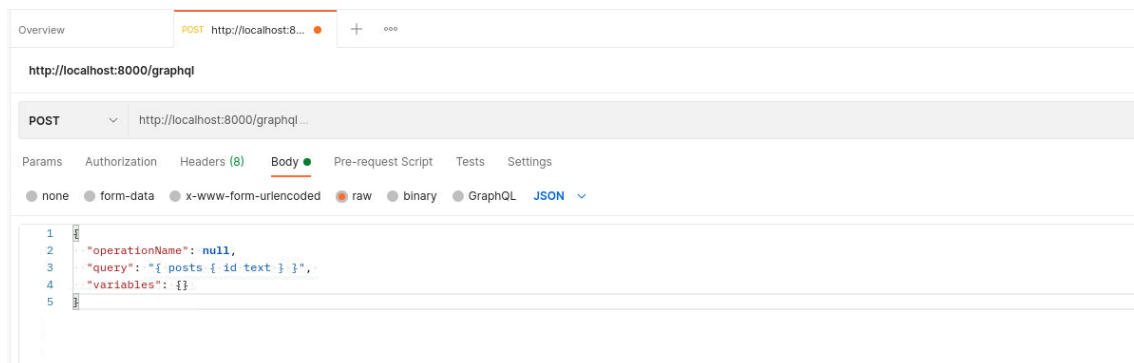 Overview POST http://localhost:8... + ooo
http://localhost:8000/graphql
POST http://localhost:8000/graphql ...
Params Authorization Headers (8) Body Pre-request Script Tests Settings
none form-data x-www-form-urlencoded raw binary GraphQL JSON
1 {
2 "operationName": null,
3 "query": "{ posts { id text } }",
4 "variables": {}
5 }